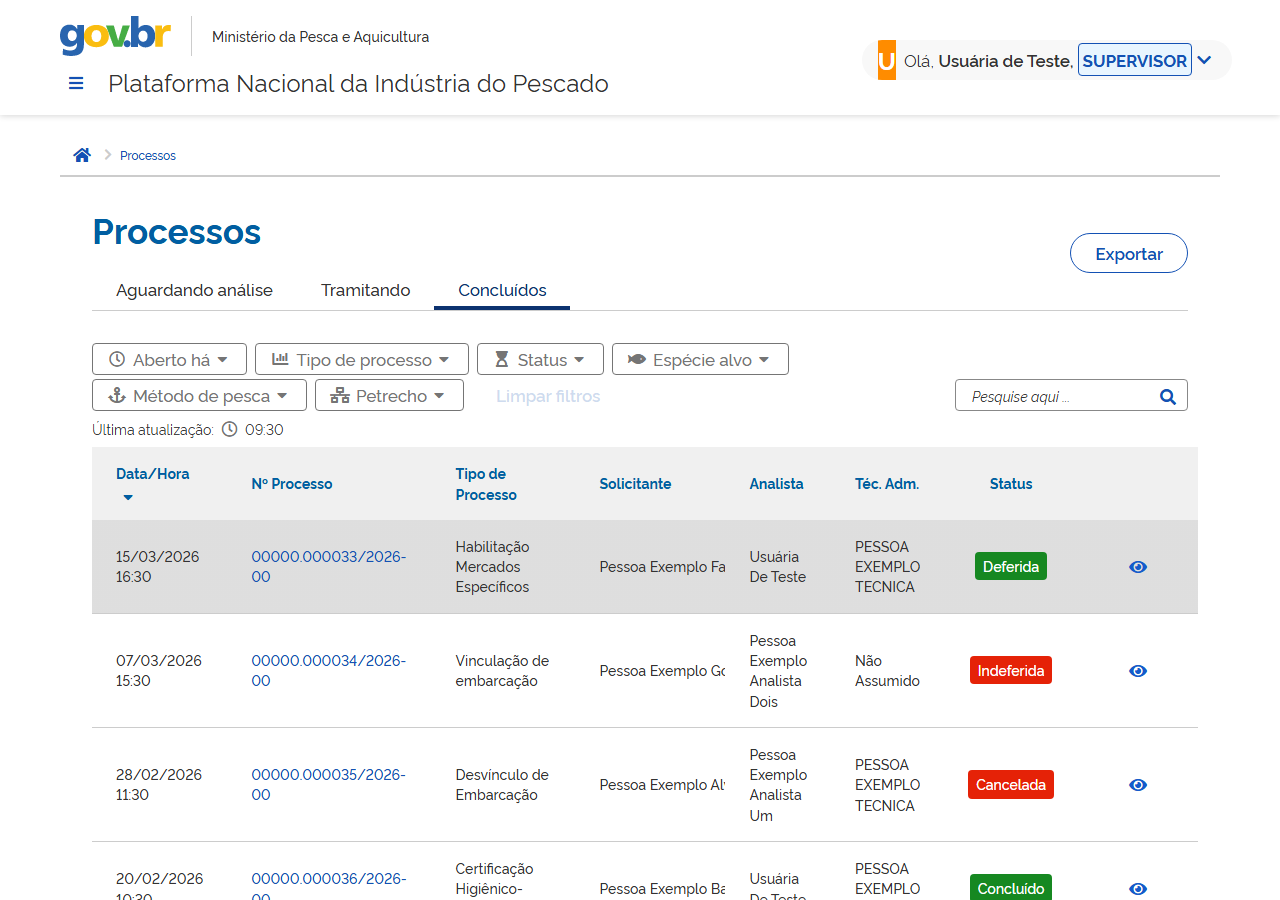 gov.br
Ministério da Pesca e Aquicultura
Plataforma Nacional da Indústria do Pescado
U Olá, Usuária de Teste, SUPERVISOR
Processos
Processos
Exportar
Aguardando análise Tramitando Concluídos
Aberto há Tipo de processo Status Espécie alvo
Método de pesca Petrecho Limpar filtros Pesquise aqui ...
Última atualização: 09:30
Data/Hora Nº Processo Tipo de Processo Solicitante Analista Téc. Adm. Status
15/03/2026 16:30 00000.000033/2026-00 Habilitação Mercados Específicos Pessoa Exemplo Fa Usuária De Teste PESSOA EXEMPLO TECNICA Deferida
07/03/2026 15:30 00000.000034/2026-00 Vinculação de embarcação Pessoa Exemplo Go Pessoa Exemplo Analista Dois Não Assumido Indeferida
28/02/2026 11:30 00000.000035/2026-00 Desvínculo de Embarcação Pessoa Exemplo Al Pessoa Exemplo Analista Um PESSOA EXEMPLO TECNICA Cancelada
20/02/2026 10:30 00000.000036/2026-00 Certificação Higiênico- Pessoa Exemplo Ba Usuária De Teste PESSOA EXEMPLO Concluído